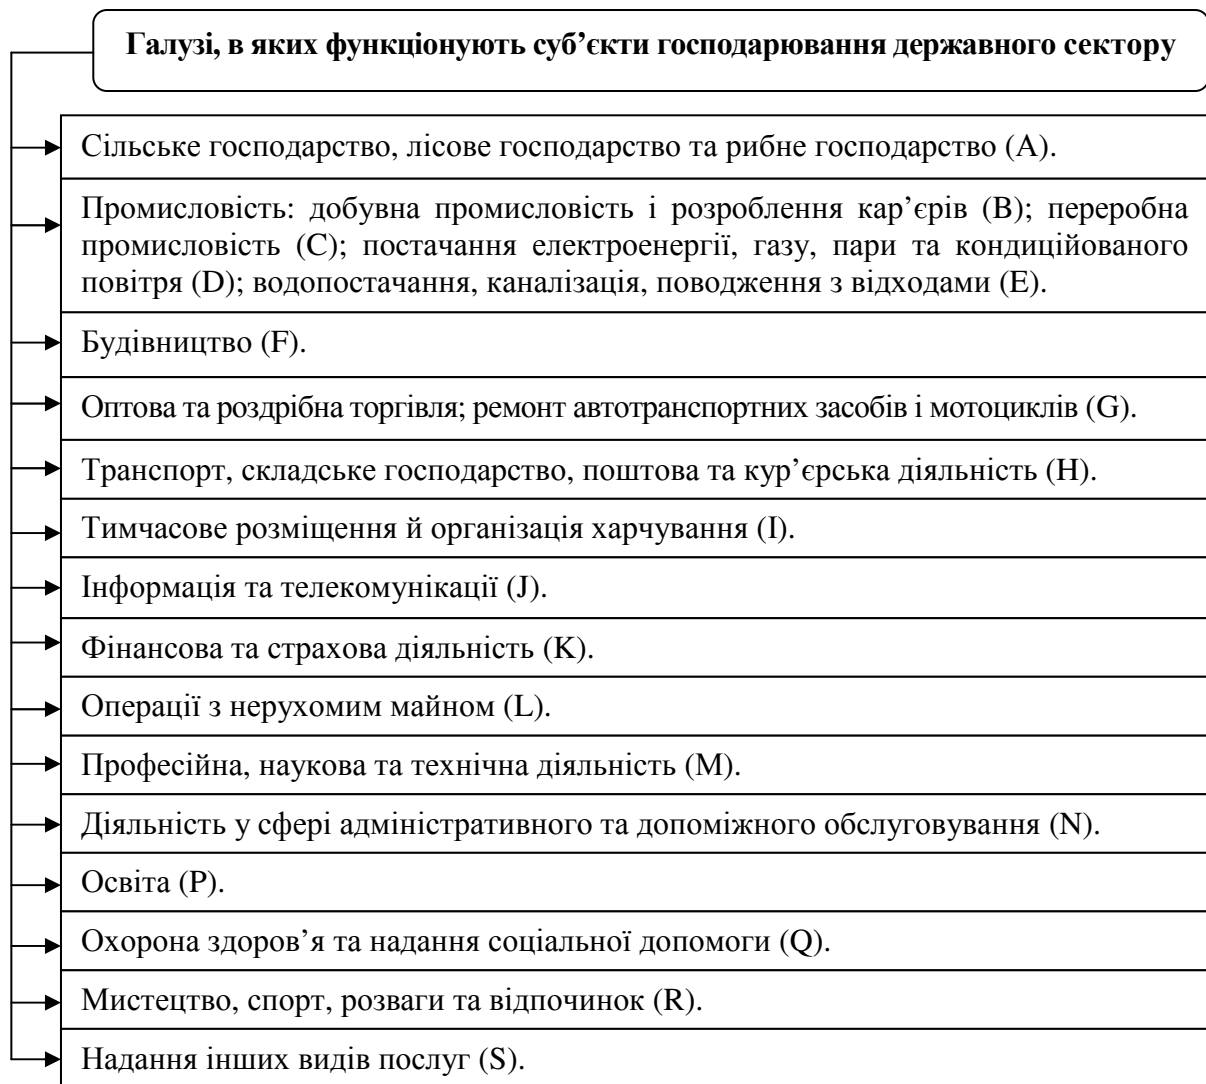 Галузі, в яких функціонують суб’єкти господарювання державного сектору
Сільське господарство, лісове господарство та рибне господарство (A).
Промисловість: добувна промисловість і розроблення кар’єрів (B); переробна
промисловість (C); постачання електроенергії, газу, пари та кондиційованого
повітря (D); водопостачання, каналізація, поводження з відходами (E).
Будівництво (F).
Оптова та роздрібна торгівля; ремонт автотранспортних засобів і мотоциклів (G).
Транспорт, складське господарство, поштова та кур’єрська діяльність (H).
Тимчасове розміщення й організація харчування (I).
Інформація та телекомунікації (J).
Фінансова та страхова діяльність (K).
Операції з нерухомим майном (L).
Професійна, наукова та технічна діяльність (M).
Діяльність у сфері адміністративного та допоміжного обслуговування (N).
Освіта (P).
Охорона здоров’я та надання соціальної допомоги (Q).
Мистецтво, спорт, розваги та відпочинок (R).
Надання інших видів послуг (S).